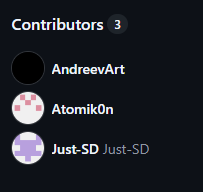 Contributors 3
AndreevArt
Atomik0n
Just-SD Just-SD